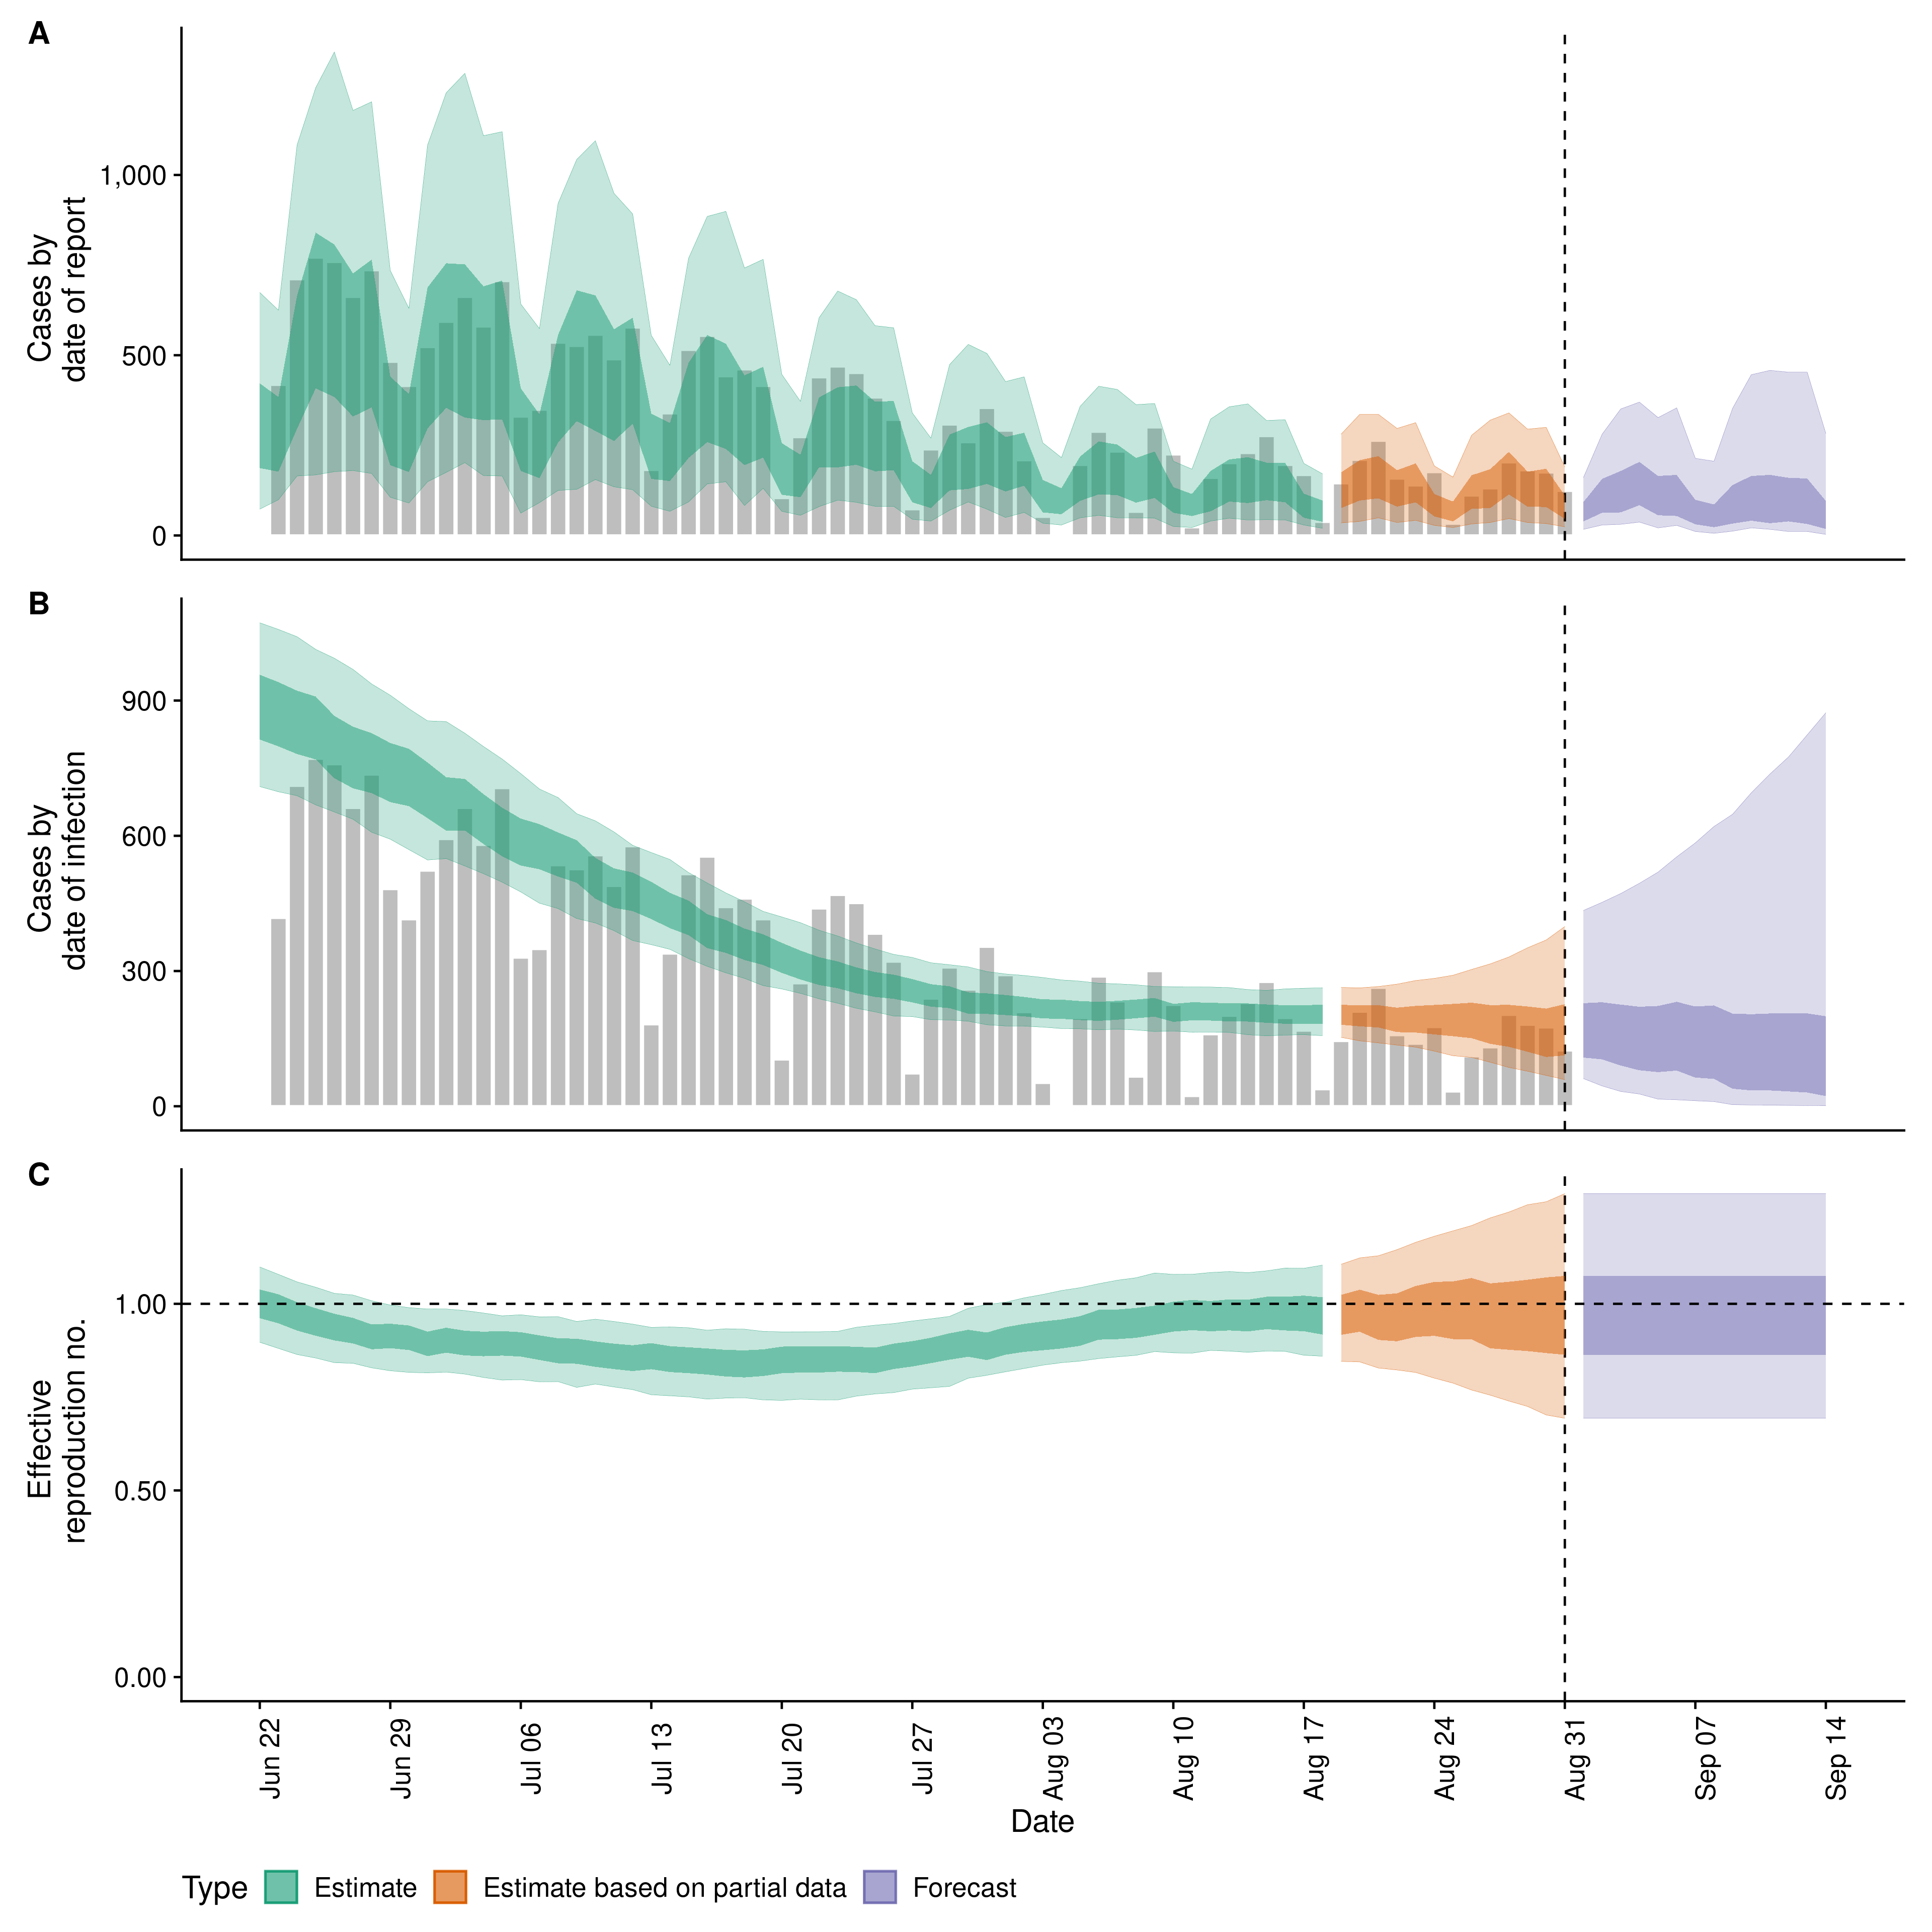 A
Cases by
date of report
1,000
500
0
B
Cases by
date of infection
900
600
300
0
C
Effective
reproduction no.
1.00
0.50
0.00
Jun 22
Jun 29
Jul 06
Jul 13
Jul 20
Jul 27
Aug 03
Aug 10
Aug 17
Aug 24
Aug 31
Sep 07
Sep 14
Date
Type Estimate Estimate based on partial data Forecast